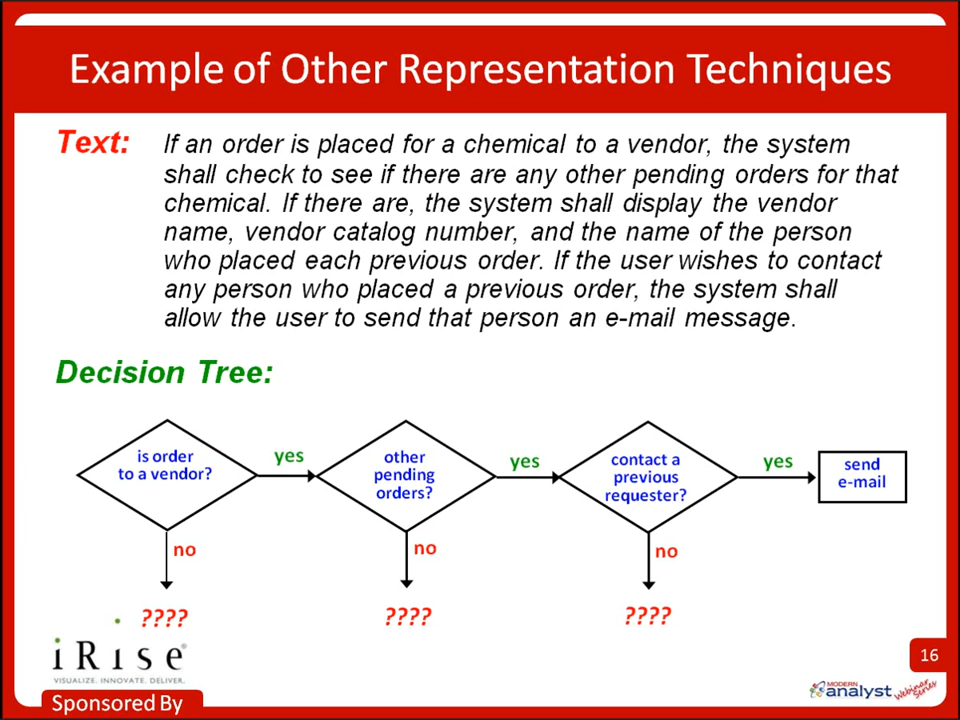 Example of Other Representation Techniques
Text: If an order is placed for a chemical to a vendor, the system
shall check to see if there are any other pending orders for that
chemical. If there are, the system shall display the vendor
name, vendor catalog number, and the name of the person
who placed each previous order. If the user wishes to contact
any person who placed a previous order, the system shall
allow the user to send that person an e-mail message.
Decision Tree:
is order
to a vendor?
yes
other
pending
orders?
yes
contact a
previous
requester?
yes
send
e-mail
no
no
no
????
????
????
iRise®
VISUALIZE. INNOVATE. DELIVER.
Sponsored By
16
MODERN
analyst
Webinar
Series